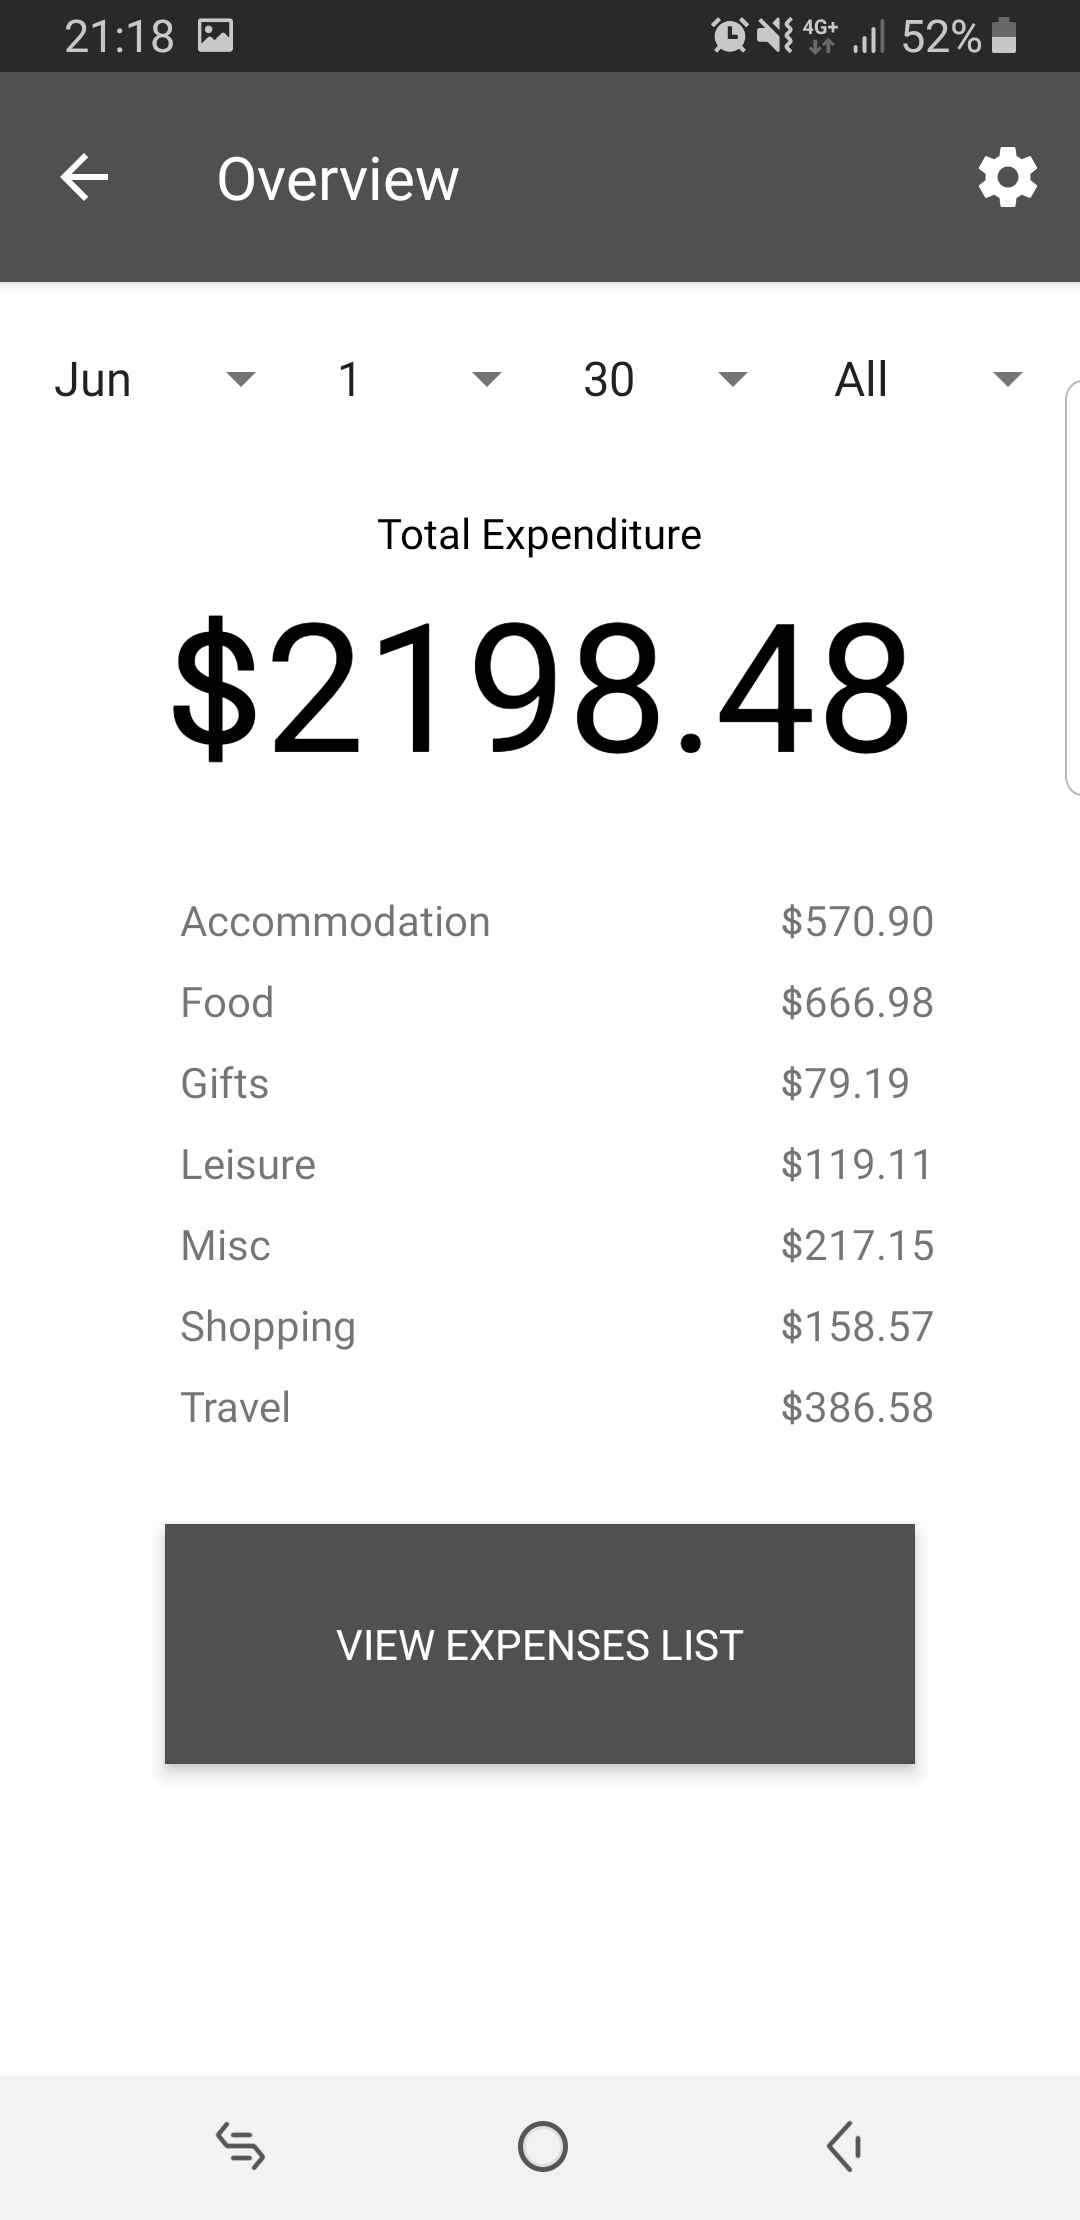 21:18 4G+ 52%
Overview
Jun 1 30 All
Total Expenditure
$2198.48
Accommodation $570.90
Food $666.98
Gifts $79.19
Leisure $119.11
Misc $217.15
Shopping $158.57
Travel $386.58
VIEW EXPENSES LIST